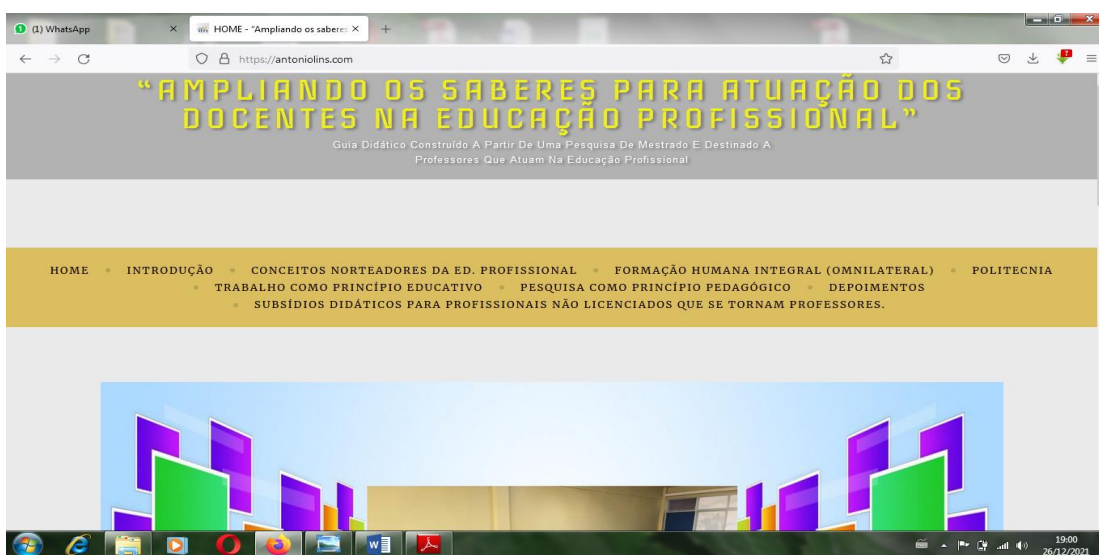 (1) WhatsApp
HOME - "Ampliando os saberes
https://antoniolins.com
“AMPLIANDO OS SABERES PARA ATUAÇÃO DOS
DOCENTES NA EDUCAÇÃO PROFISSIONAL”
Guia Didático Construído A Partir De Uma Pesquisa De Mestrado E Destinado A
Professores Que Atuam Na Educação Profissional
HOME INTRODUÇÃO CONCEITOS NORTEADORES DA ED. PROFISSIONAL FORMAÇÃO HUMANA INTEGRAL (OMNILATERAL) POLITECNIA
TRABALHO COMO PRINCÍPIO EDUCATIVO PESQUISA COMO PRINCÍPIO PEDAGÓGICO DEPOIMENTOS
SUBSÍDIOS DIDÁTICOS PARA PROFISSIONAIS NÃO LICENCIADOS QUE SE TORNAM PROFESSORES.
19:00
26/12/2021